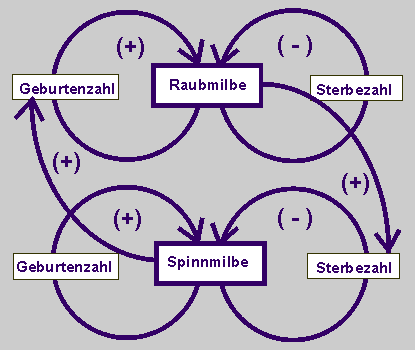 (+)
(-)
Geburtenzahl
Raubmilbe
Sterbezahl
(+)
(+)
(+)
(-)
Geburtenzahl
Spinnmilbe
Sterbezahl